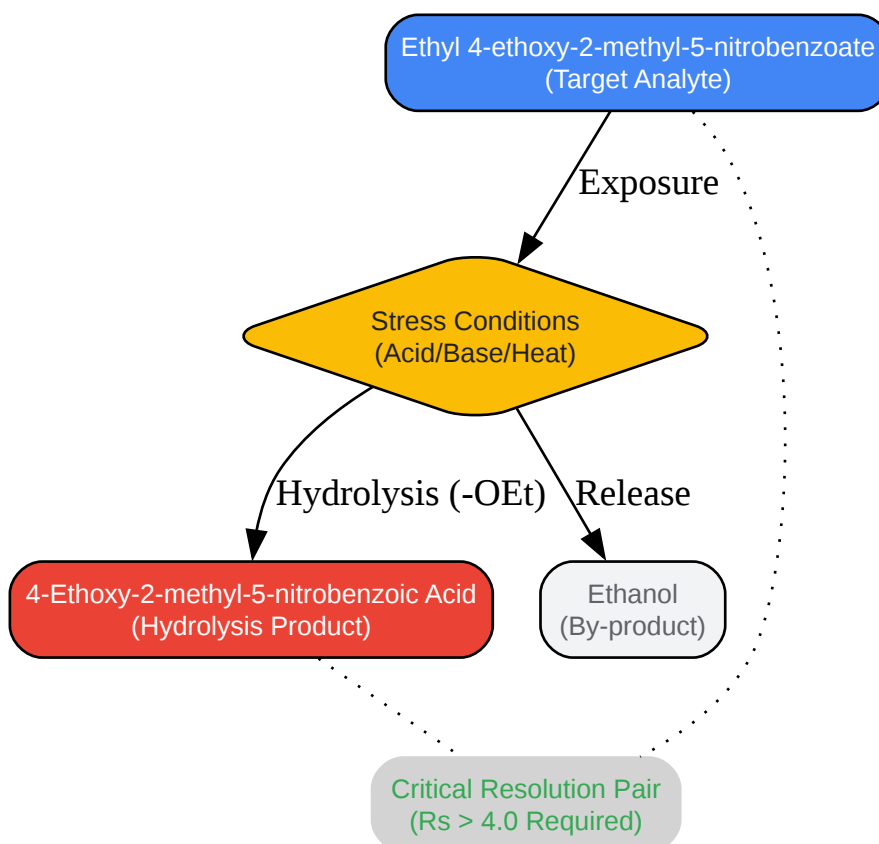 Ethyl 4-ethoxy-2-methyl-5-nitrobenzoate
(Target Analyte)
Exposure
Stress Conditions
(Acid/Base/Heat)
Hydrolysis (-OEt)
Release
4-Ethoxy-2-methyl-5-nitrobenzoic Acid
(Hydrolysis Product)
Ethanol
(By-product)
Critical Resolution Pair
(Rs > 4.0 Required)